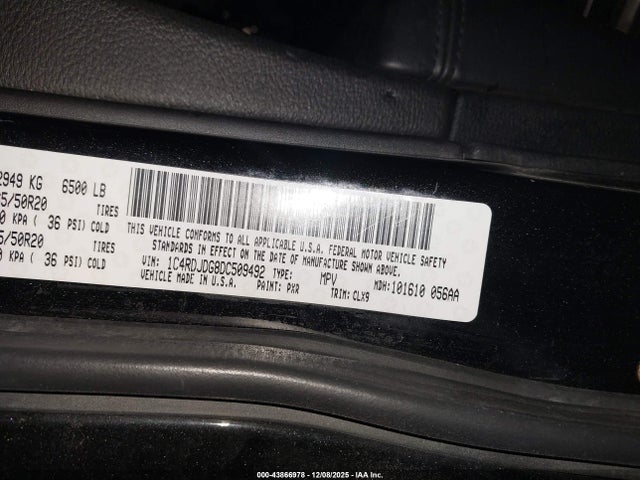 2949 KG 6500 LB
5/50R20 TIRES
0 KPA ( 36 PSI) COLD
5/50R20 TIRES
0 KPA ( 36 PSI) COLD
THIS VEHICLE CONFORMS TO ALL APPLICABLE U.S.A. FEDERAL MOTOR VEHICLE SAFETY
STANDARDS IN EFFECT ON THE DATE OF MANUFACTURE SHOWN ABOVE.
VIN: 1C4RDJDG8DC509492 TYPE: MPV MDH: 101610 056AA
VEHICLE MADE IN U.S.A. PAINT: PXR TRIM: CLX9
000-43866978 - 12/08/2025 - IAA Inc.